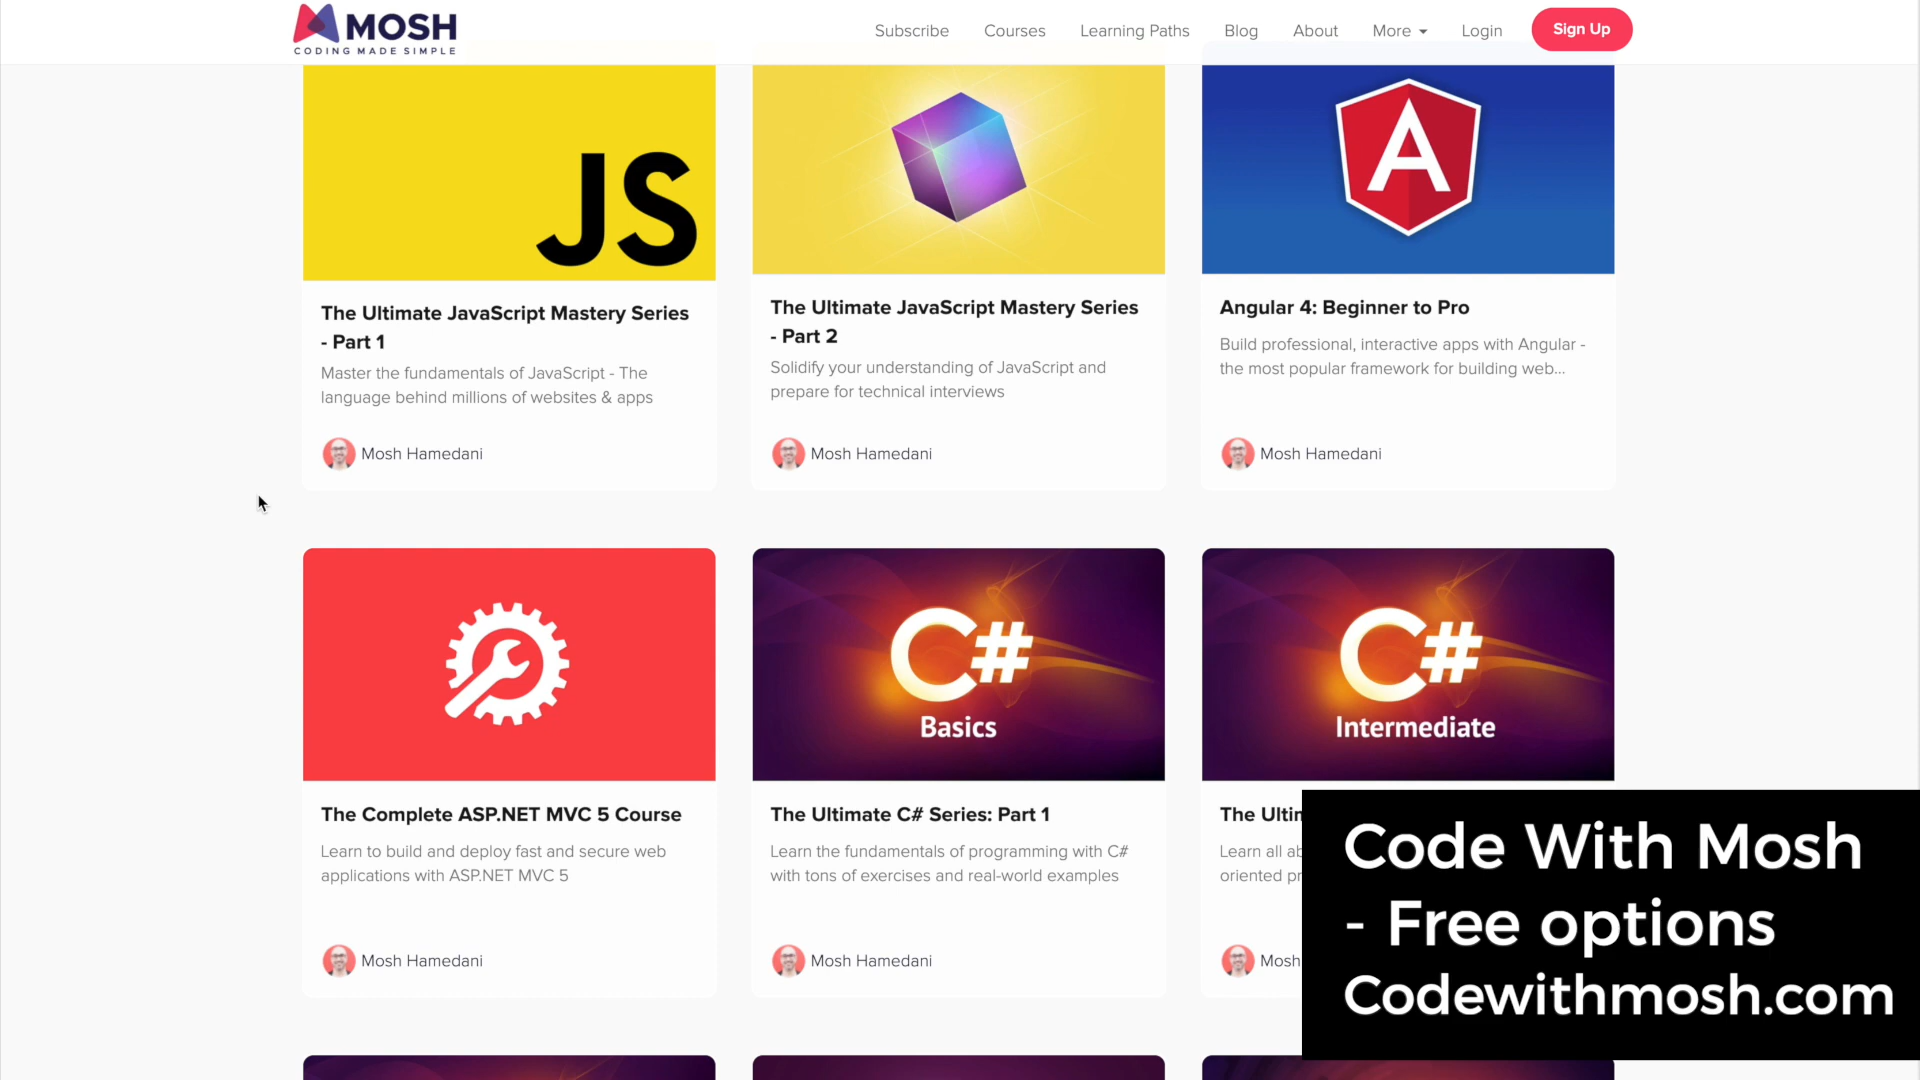 MOSH
CODING MADE SIMPLE
Subscribe Courses Learning Paths Blog About More Login Sign Up
JS
A
The Ultimate JavaScript Mastery Series
- Part 1
Master the fundamentals of JavaScript - The
language behind millions of websites & apps
Mosh Hamedani
The Ultimate JavaScript Mastery Series
- Part 2
Solidify your understanding of JavaScript and
prepare for technical interviews
Mosh Hamedani
Angular 4: Beginner to Pro
Build professional, interactive apps with Angular -
the most popular framework for building web...
Mosh Hamedani
The Complete ASP.NET MVC 5 Course
Learn to build and deploy fast and secure web
applications with ASP.NET MVC 5
Mosh Hamedani
C#
Basics
The Ultimate C# Series: Part 1
Learn the fundamentals of programming with C#
with tons of exercises and real-world examples
Mosh Hamedani
C#
Intermediate
The
Learn all
Mosh
Code With Mosh
- Free options
Codewithmosh.com